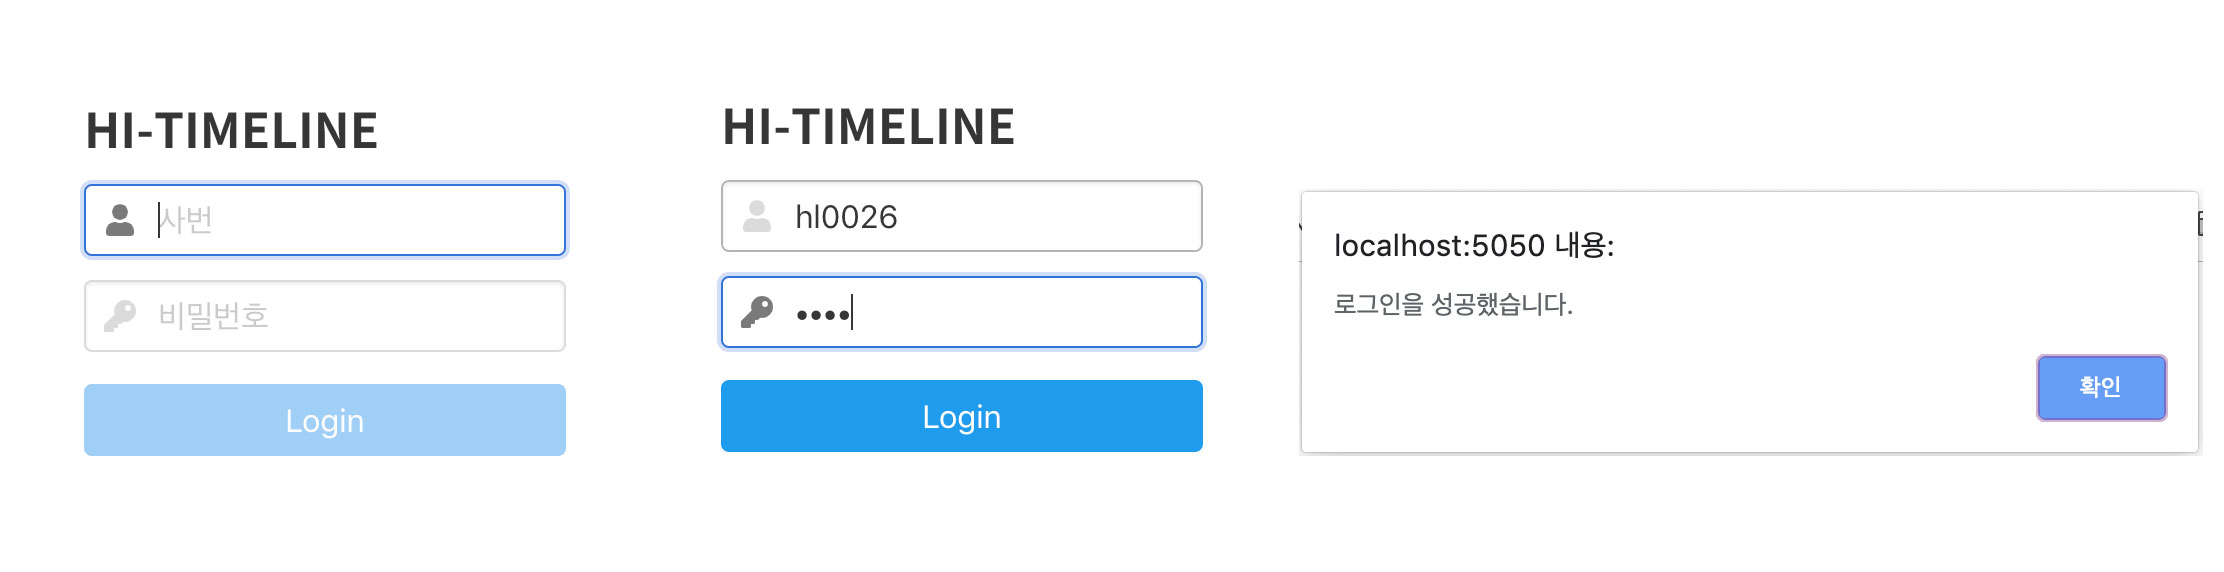 HI-TIMELINE
사번
비밀번호
Login
HI-TIMELINE
hl0026
••••
Login
localhost:5050 내용:
로그인을 성공했습니다.
확인